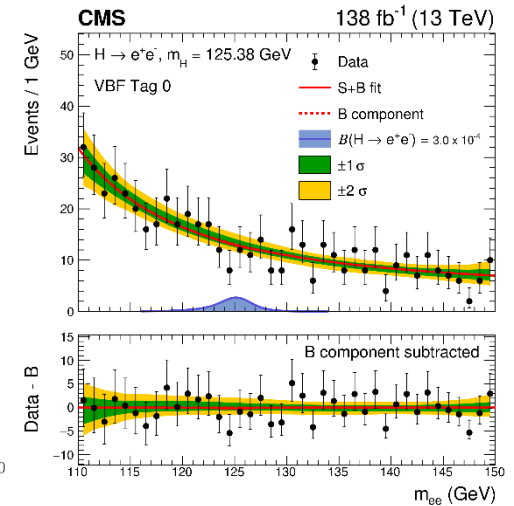 CMS 138 fb⁻¹ (13 TeV)
Events / 1 GeV
H → e⁺e⁻, m_H = 125.38 GeV
VBF Tag 0
Data
S+B fit
B component
B(H → e⁺e⁻) = 3.0 x 10⁻⁴
±1 σ
±2 σ
50
40
30
20
10
0
Data - B
B component subtracted
15
10
5
0
−5
−10
110 115 120 125 130 135 140 145 150
m_ee (GeV)
0